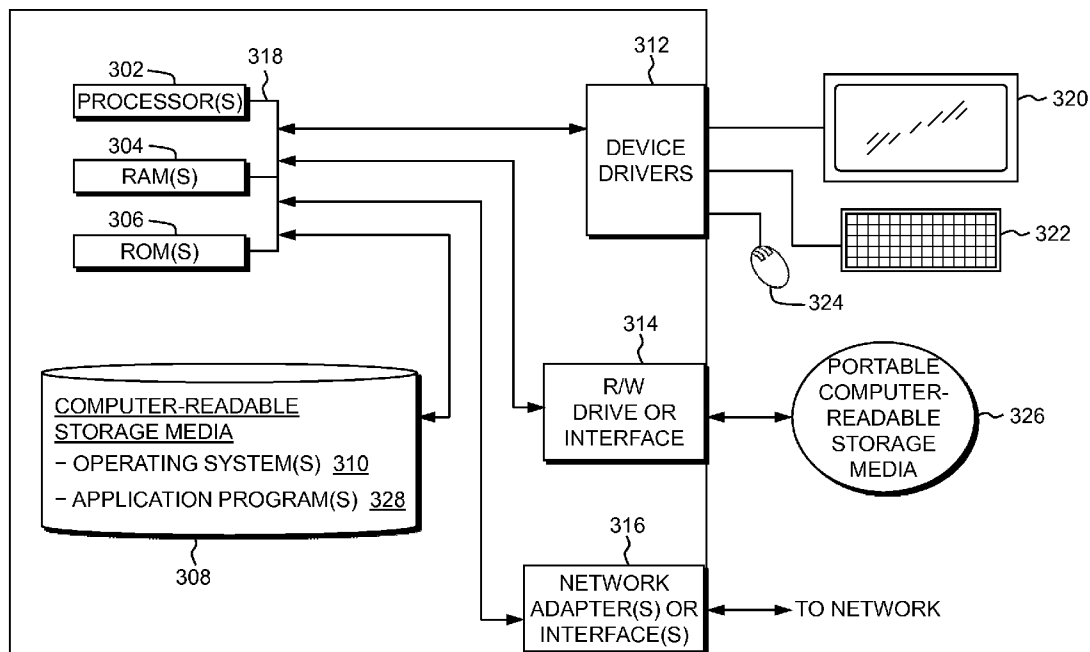 302
318
PROCESSOR(S)
304
RAM(S)
306
ROM(S)
312
DEVICE
DRIVERS
320
322
324
COMPUTER-READABLE
STORAGE MEDIA
– OPERATING SYSTEM(S) 310
– APPLICATION PROGRAM(S) 328
308
314
R/W
DRIVE OR
INTERFACE
PORTABLE
COMPUTER-
READABLE
STORAGE
MEDIA
326
316
NETWORK
ADAPTER(S) OR
INTERFACE(S)
TO NETWORK